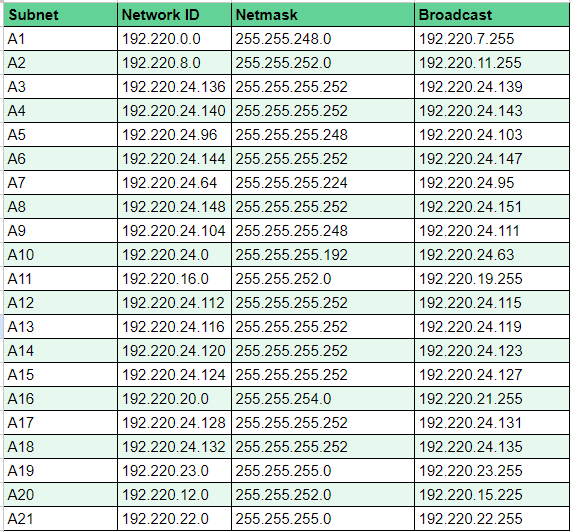 Subnet Network ID Netmask Broadcast
A1 192.220.0.0 255.255.248.0 192.220.7.255
A2 192.220.8.0 255.255.252.0 192.220.11.255
A3 192.220.24.136 255.255.255.252 192.220.24.139
A4 192.220.24.140 255.255.255.252 192.220.24.143
A5 192.220.24.96 255.255.255.248 192.220.24.103
A6 192.220.24.144 255.255.255.252 192.220.24.147
A7 192.220.24.64 255.255.255.224 192.220.24.95
A8 192.220.24.148 255.255.255.252 192.220.24.151
A9 192.220.24.104 255.255.255.248 192.220.24.111
A10 192.220.24.0 255.255.255.192 192.220.24.63
A11 192.220.16.0 255.255.252.0 192.220.19.255
A12 192.220.24.112 255.255.255.252 192.220.24.115
A13 192.220.24.116 255.255.255.252 192.220.24.119
A14 192.220.24.120 255.255.255.252 192.220.24.123
A15 192.220.24.124 255.255.255.252 192.220.24.127
A16 192.220.20.0 255.255.254.0 192.220.21.255
A17 192.220.24.128 255.255.255.252 192.220.24.131
A18 192.220.24.132 255.255.255.252 192.220.24.135
A19 192.220.23.0 255.255.255.0 192.220.23.255
A20 192.220.12.0 255.255.252.0 192.220.15.225
A21 192.220.22.0 255.255.255.0 192.220.22.255